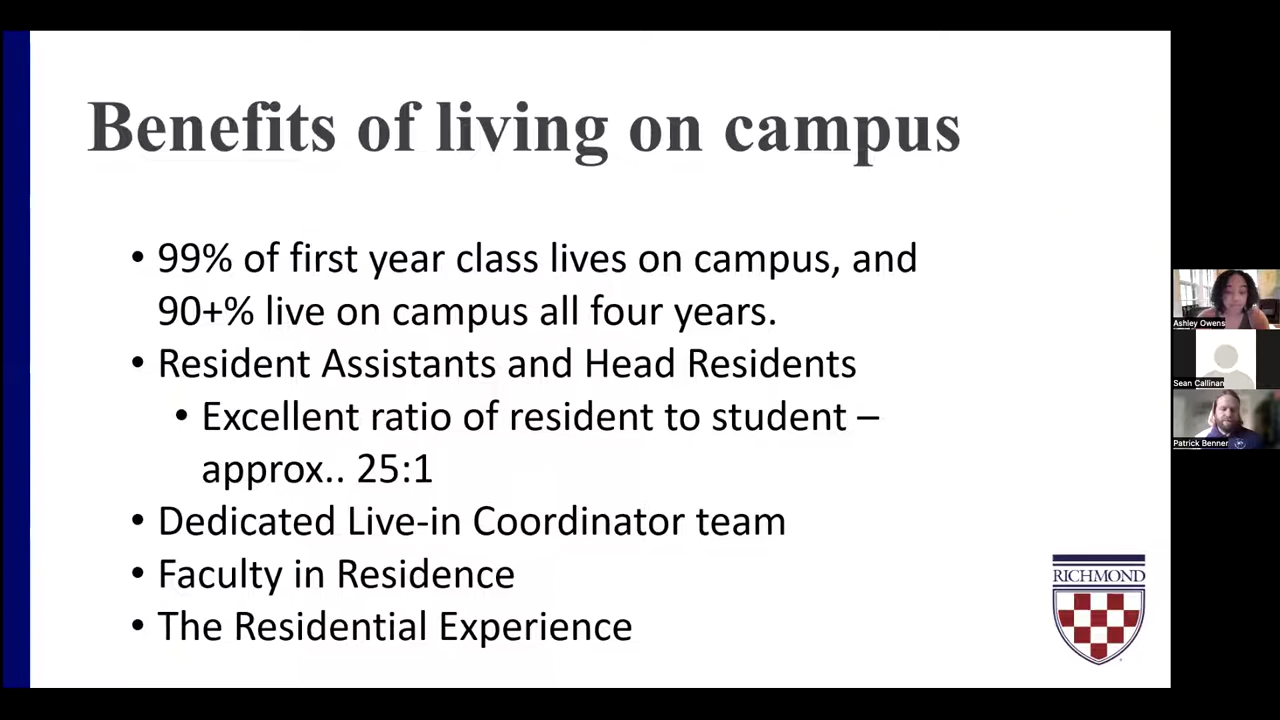 Benefits of living on campus
• 99% of first year class lives on campus, and
90+% live on campus all four years.
• Resident Assistants and Head Residents
• Excellent ratio of resident to student –
approx.. 25:1
• Dedicated Live-in Coordinator team
• Faculty in Residence
• The Residential Experience
RICHMOND
Ashley Owens
Sean Callinan
Patrick Benner